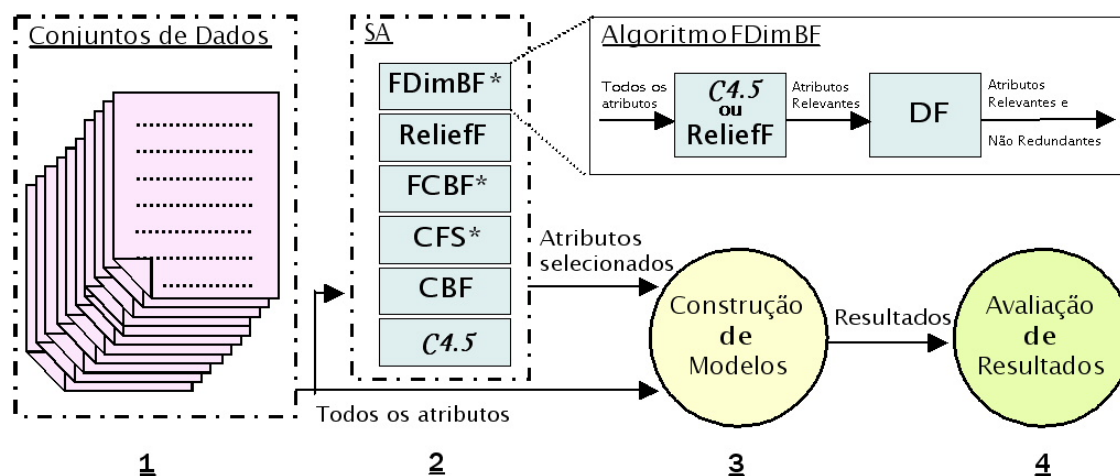 Conjuntos de Dados
SA
FDimBF*
ReliefF
FCBF*
CFS*
CBF
C4.5
Algoritmo FDimBF
Todos os
atributos
C4.5
ou
ReliefF
Atributos
Relevantes
DF
Atributos
Relevantes e
Não Redundantes
Atributos
selecionados
Todos os atributos
Construção
de
Modelos
Resultados
Avaliação
de
Resultados
1
2
3
4